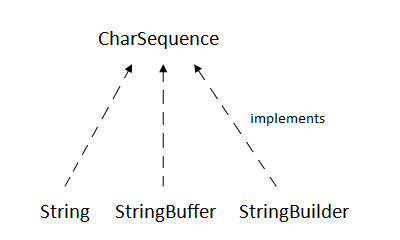 CharSequence
implements
String StringBuffer StringBuilder